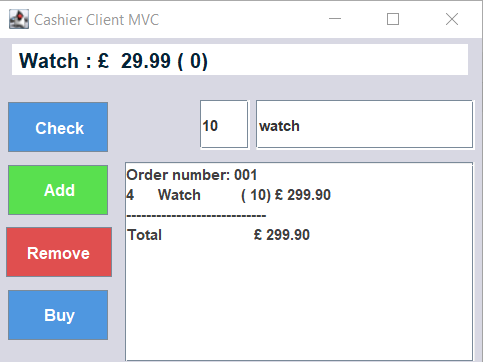 Cashier Client MVC
Watch : £ 29.99 ( 0)
Check
10
watch
Add
Remove
Buy
Order number: 001
4 Watch ( 10) £ 299.90
----------------------------
Total £ 299.90